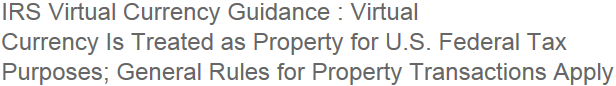 IRS Virtual Currency Guidance : Virtual
Currency Is Treated as Property for U.S. Federal Tax
Purposes; General Rules for Property Transactions Apply